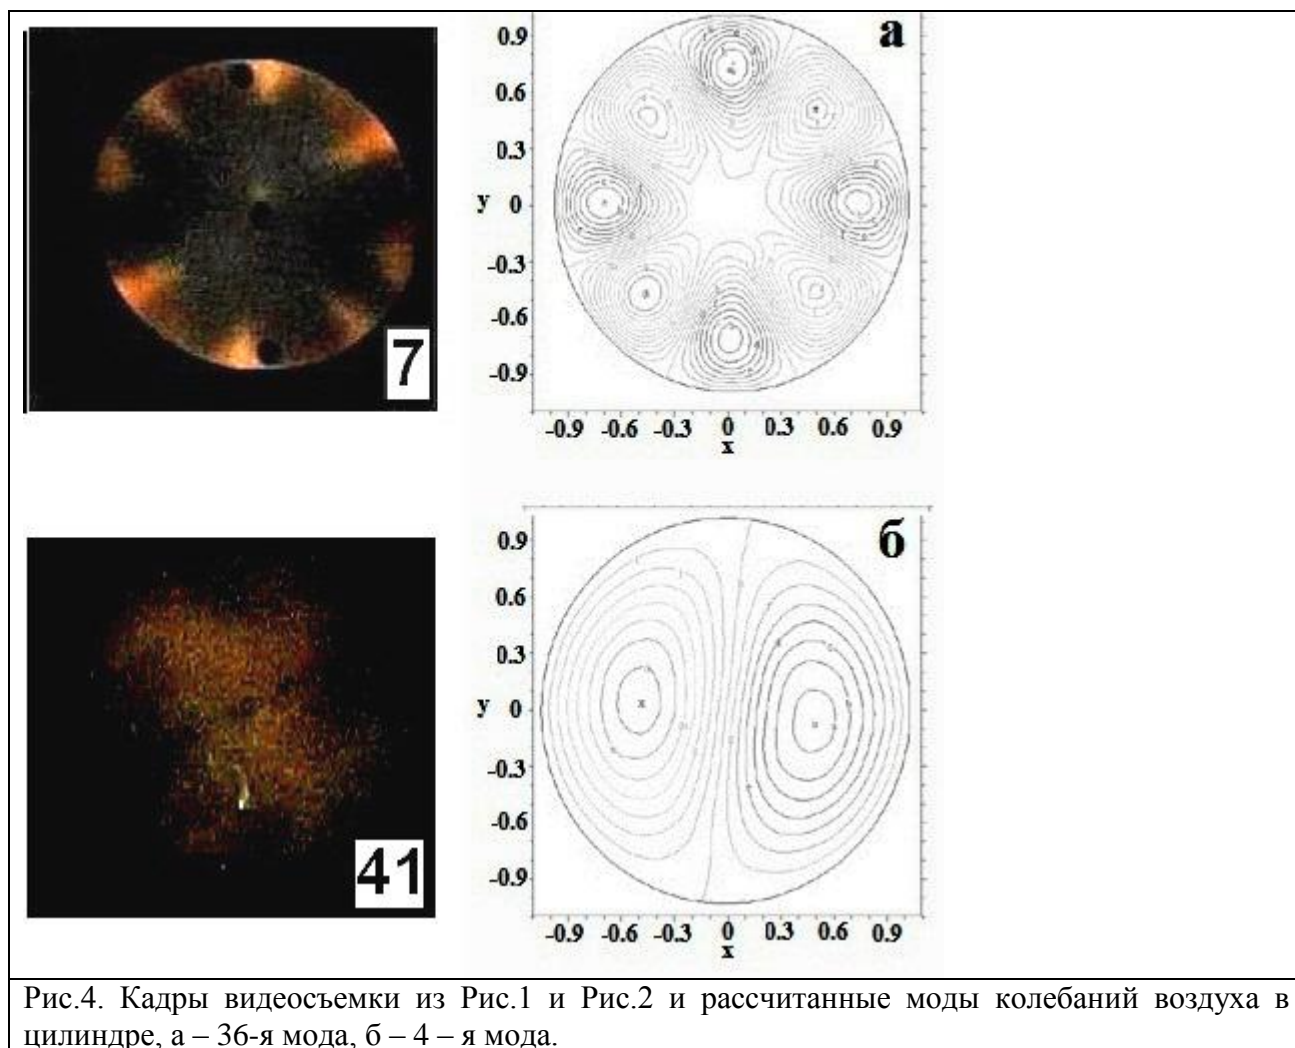 а
0.9
0.6
0.3
y 0
-0.3
-0.6
-0.9
-0.9 -0.6 -0.3 0 0.3 0.6 0.9
x
7
б
0.9
0.6
0.3
y 0
-0.3
-0.6
-0.9
-0.9 -0.6 -0.3 0 0.3 0.6 0.9
x
41
Рис.4. Кадры видеосъемки из Рис.1 и Рис.2 и рассчитанные моды колебаний воздуха в
цилиндре, а – 36-я мода, б – 4 – я мода.